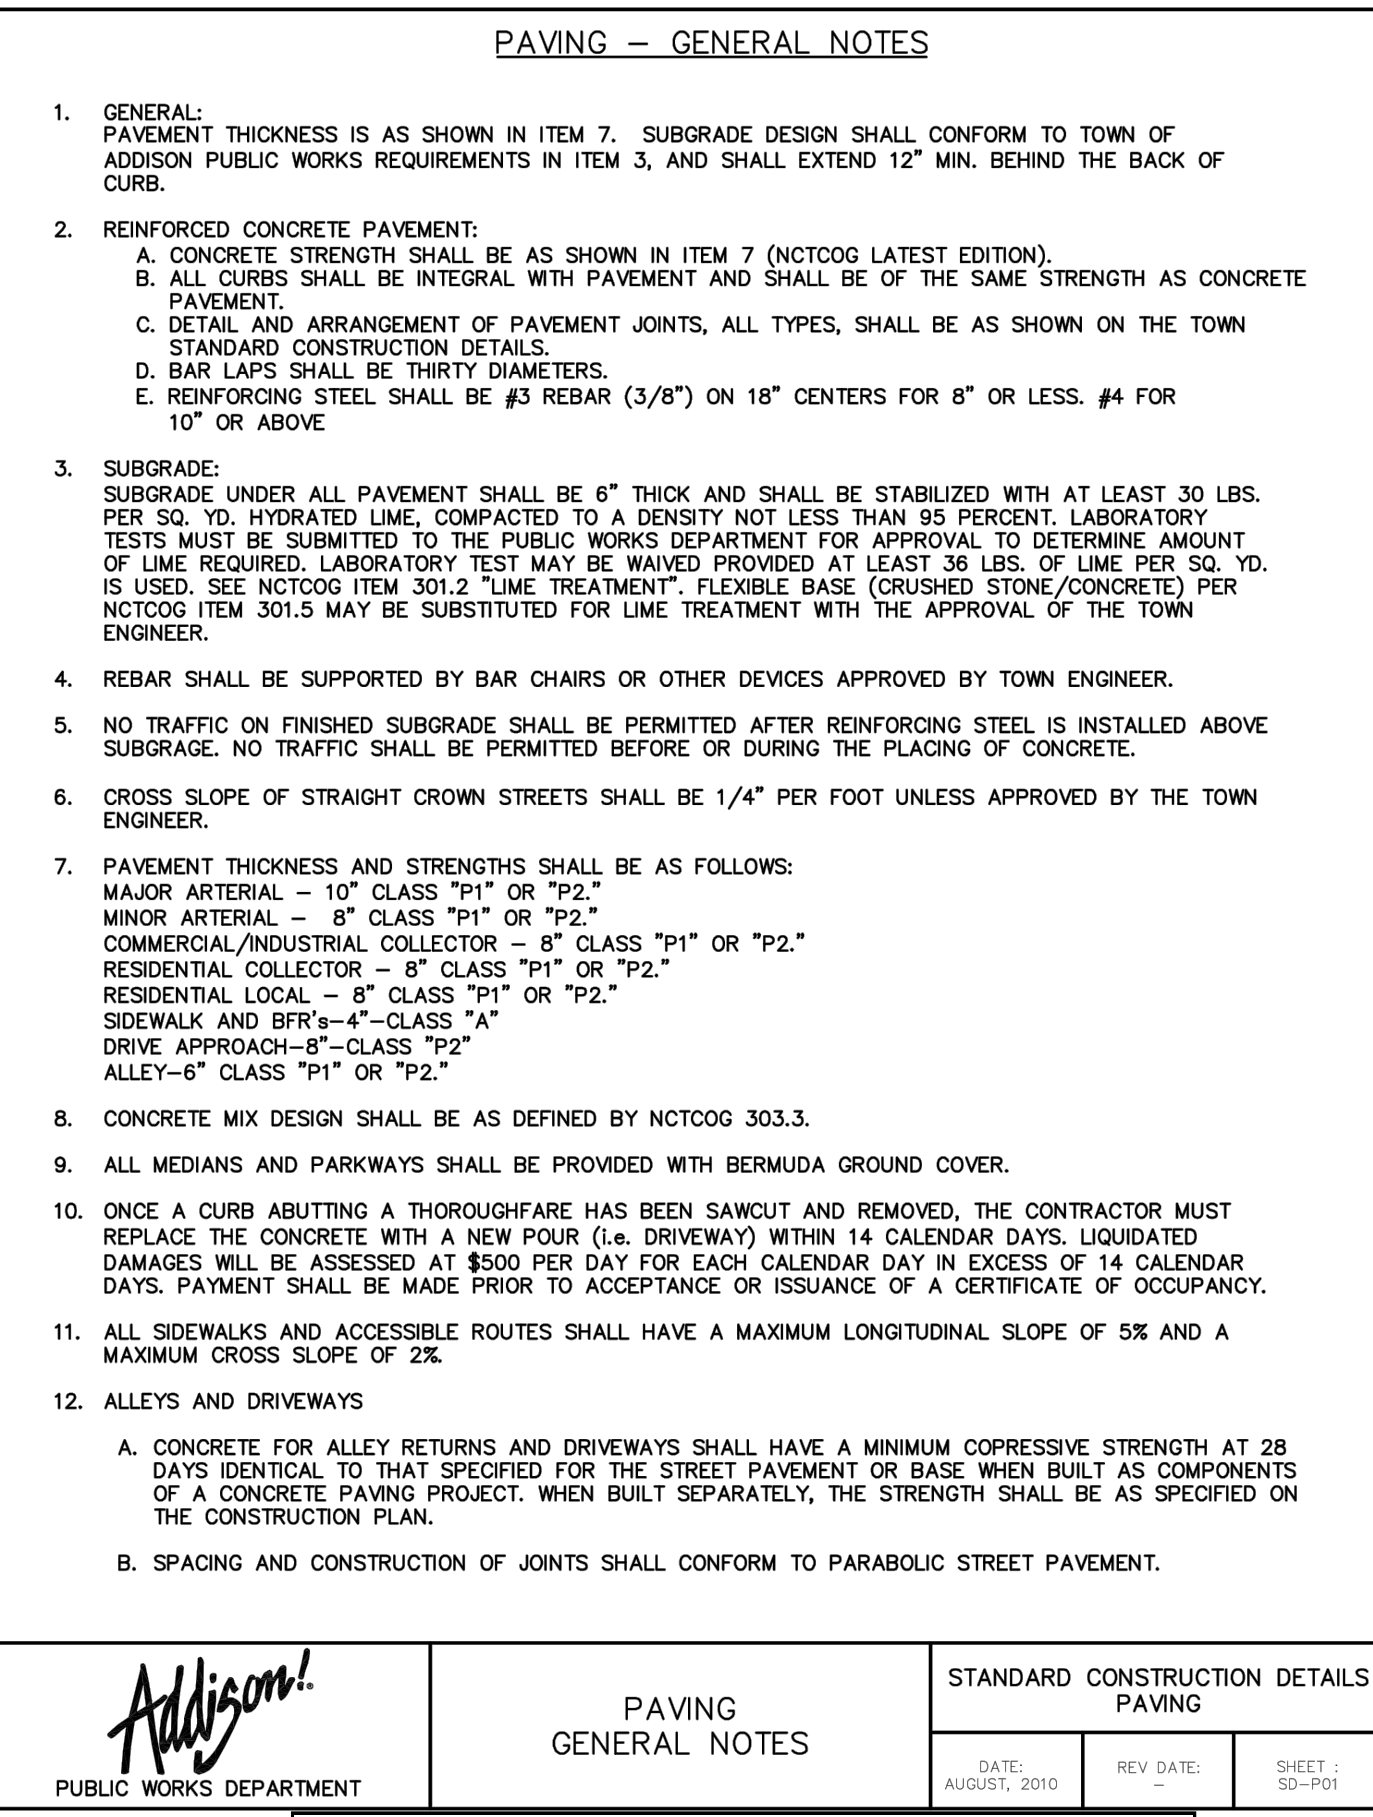 PAVING – GENERAL NOTES
1. GENERAL:
PAVEMENT THICKNESS IS AS SHOWN IN ITEM 7. SUBGRADE DESIGN SHALL CONFORM TO TOWN OF
ADDISON PUBLIC WORKS REQUIREMENTS IN ITEM 3, AND SHALL EXTEND 12" MIN. BEHIND THE BACK OF
CURB.
2. REINFORCED CONCRETE PAVEMENT:
A. CONCRETE STRENGTH SHALL BE AS SHOWN IN ITEM 7 (NCTCOG LATEST EDITION).
B. ALL CURBS SHALL BE INTEGRAL WITH PAVEMENT AND SHALL BE OF THE SAME STRENGTH AS CONCRETE
PAVEMENT.
C. DETAIL AND ARRANGEMENT OF PAVEMENT JOINTS, ALL TYPES, SHALL BE AS SHOWN ON THE TOWN
STANDARD CONSTRUCTION DETAILS.
D. BAR LAPS SHALL BE THIRTY DIAMETERS.
E. REINFORCING STEEL SHALL BE #3 REBAR (3/8") ON 18" CENTERS FOR 8" OR LESS. #4 FOR
10" OR ABOVE
3. SUBGRADE:
SUBGRADE UNDER ALL PAVEMENT SHALL BE 6" THICK AND SHALL BE STABILIZED WITH AT LEAST 30 LBS.
PER SQ. YD. HYDRATED LIME, COMPACTED TO A DENSITY NOT LESS THAN 95 PERCENT. LABORATORY
TESTS MUST BE SUBMITTED TO THE PUBLIC WORKS DEPARTMENT FOR APPROVAL TO DETERMINE AMOUNT
OF LIME REQUIRED. LABORATORY TEST MAY BE WAIVED PROVIDED AT LEAST 36 LBS. OF LIME PER SQ. YD.
IS USED. SEE NCTCOG ITEM 301.2 "LIME TREATMENT". FLEXIBLE BASE (CRUSHED STONE/CONCRETE) PER
NCTCOG ITEM 301.5 MAY BE SUBSTITUTED FOR LIME TREATMENT WITH THE APPROVAL OF THE TOWN
ENGINEER.
4. REBAR SHALL BE SUPPORTED BY BAR CHAIRS OR OTHER DEVICES APPROVED BY TOWN ENGINEER.
5. NO TRAFFIC ON FINISHED SUBGRADE SHALL BE PERMITTED AFTER REINFORCING STEEL IS INSTALLED ABOVE
SUBGRAGE. NO TRAFFIC SHALL BE PERMITTED BEFORE OR DURING THE PLACING OF CONCRETE.
6. CROSS SLOPE OF STRAIGHT CROWN STREETS SHALL BE 1/4" PER FOOT UNLESS APPROVED BY THE TOWN
ENGINEER.
7. PAVEMENT THICKNESS AND STRENGTHS SHALL BE AS FOLLOWS:
MAJOR ARTERIAL – 10" CLASS "P1" OR "P2."
MINOR ARTERIAL – 8" CLASS "P1" OR "P2."
COMMERCIAL/INDUSTRIAL COLLECTOR – 8" CLASS "P1" OR "P2."
RESIDENTIAL COLLECTOR – 8" CLASS "P1" OR "P2."
RESIDENTIAL LOCAL – 8" CLASS "P1" OR "P2."
SIDEWALK AND BFR's–4"–CLASS "A"
DRIVE APPROACH–8"–CLASS "P2"
ALLEY–6" CLASS "P1" OR "P2."
8. CONCRETE MIX DESIGN SHALL BE AS DEFINED BY NCTCOG 303.3.
9. ALL MEDIANS AND PARKWAYS SHALL BE PROVIDED WITH BERMUDA GROUND COVER.
10. ONCE A CURB ABUTTING A THOROUGHFARE HAS BEEN SAWCUT AND REMOVED, THE CONTRACTOR MUST
REPLACE THE CONCRETE WITH A NEW POUR (i.e. DRIVEWAY) WITHIN 14 CALENDAR DAYS. LIQUIDATED
DAMAGES WILL BE ASSESSED AT $500 PER DAY FOR EACH CALENDAR DAY IN EXCESS OF 14 CALENDAR
DAYS. PAYMENT SHALL BE MADE PRIOR TO ACCEPTANCE OR ISSUANCE OF A CERTIFICATE OF OCCUPANCY.
11. ALL SIDEWALKS AND ACCESSIBLE ROUTES SHALL HAVE A MAXIMUM LONGITUDINAL SLOPE OF 5% AND A
MAXIMUM CROSS SLOPE OF 2%.
12. ALLEYS AND DRIVEWAYS
A. CONCRETE FOR ALLEY RETURNS AND DRIVEWAYS SHALL HAVE A MINIMUM COPRESSIVE STRENGTH AT 28
DAYS IDENTICAL TO THAT SPECIFIED FOR THE STREET PAVEMENT OR BASE WHEN BUILT AS COMPONENTS
OF A CONCRETE PAVING PROJECT. WHEN BUILT SEPARATELY, THE STRENGTH SHALL BE AS SPECIFIED ON
THE CONSTRUCTION PLAN.
B. SPACING AND CONSTRUCTION OF JOINTS SHALL CONFORM TO PARABOLIC STREET PAVEMENT.
Addison!®
PUBLIC WORKS DEPARTMENT
PAVING
GENERAL NOTES
STANDARD CONSTRUCTION DETAILS
PAVING
DATE:
AUGUST, 2010
REV DATE:
–
SHEET :
SD–P01